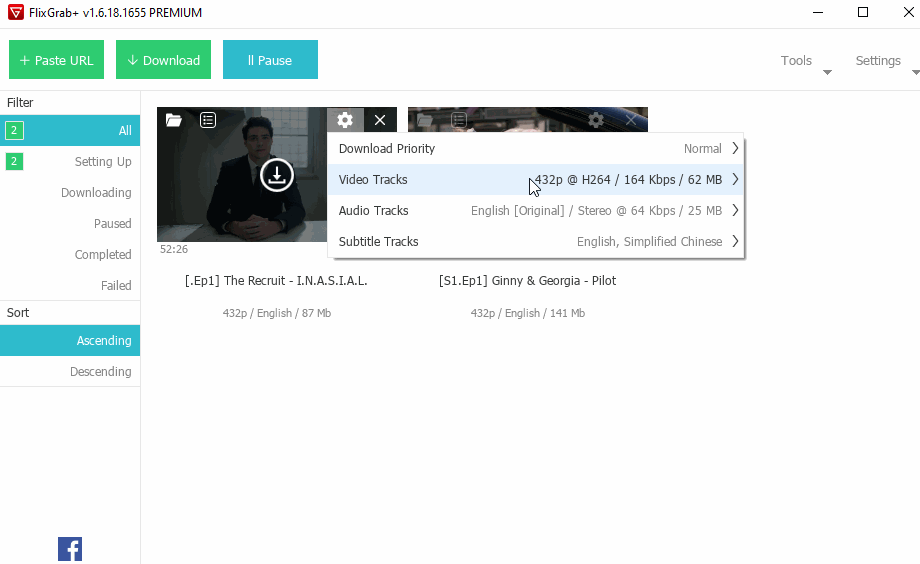 FlixGrab+ v1.6.18.1655 PREMIUM
+ Paste URL
Download
Pause
Tools
Settings
Filter
2 All
2 Setting Up
Downloading
Paused
Completed
Failed
Sort
Ascending
Descending
Download Priority Normal
Video Tracks 432p @ H264 / 164 Kbps / 62 MB
Audio Tracks English [Original] / Stereo @ 64 Kbps / 25 MB
Subtitle Tracks English, Simplified Chinese
52:26
[.Ep1] The Recruit - I.N.A.S.I.A.L.
432p / English / 87 Mb
[S1.Ep1] Ginny & Georgia - Pilot
432p / English / 141 Mb
f